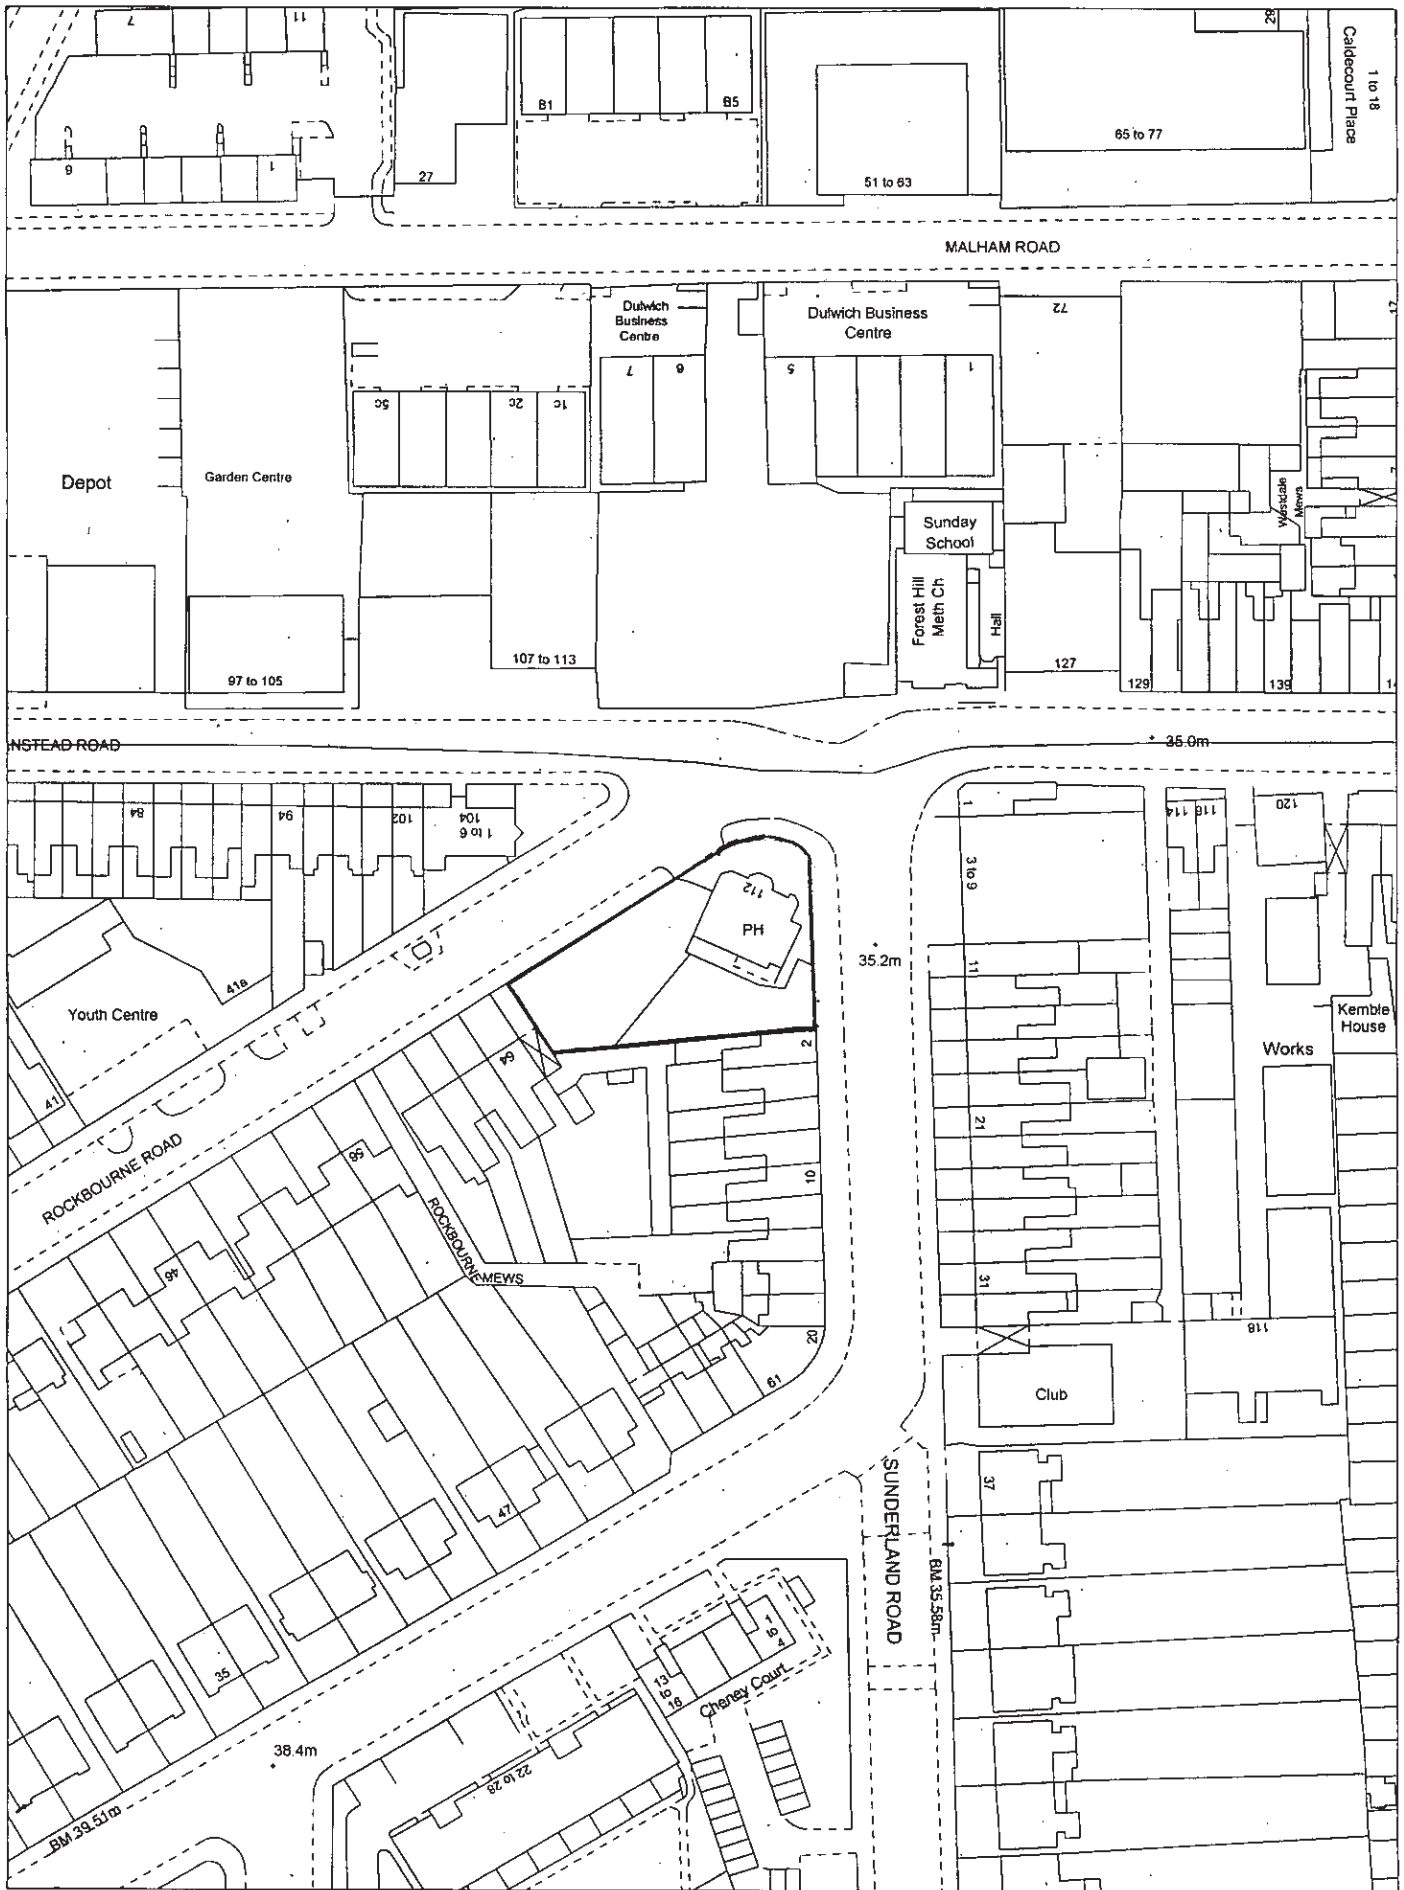 7
11
29
1 to 18
Caldecourt Place
B1
B5
65 to 77
6
1
27
51 to 63
MALHAM ROAD
Dulwich
Business
Centre
Dulwich Business
Centre
72
17
7
6
5
1
5c
2c
1c
Depot
Garden Centre
Westdale
Mews
7
Sunday
School
Forest Hill
Meth Ch
Hall
97 to 105
107 to 113
127
129
139
NSTEAD ROAD
35.0m
84
94
102
104
1 to 6
1
114
116
120
3 to 9
112
PH
35.2m
11
41a
Youth Centre
Kemble
House
Works
64
2
41
21
ROCKBOURNE ROAD
58
10
ROCKBOURNE MEWS
46
31
20
118
61
Club
37
47
SUNDERLAND ROAD
BM 35.58m
1
to
4
35
13
to
16
Cheney Court
38.4m
22 to 28
BM 39.51m